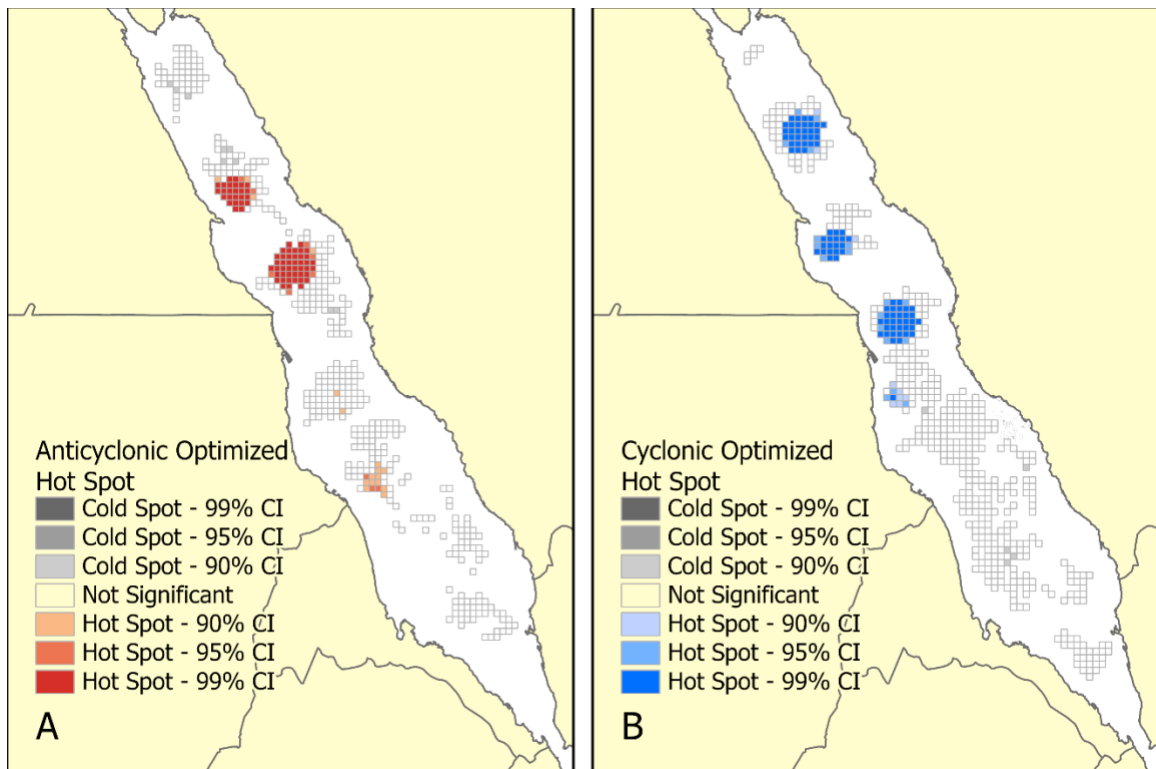 Anticyclonic Optimized
Hot Spot
Cold Spot - 99% CI
Cold Spot - 95% CI
Cold Spot - 90% CI
Not Significant
Hot Spot - 90% CI
Hot Spot - 95% CI
Hot Spot - 99% CI
A
Cyclonic Optimized
Hot Spot
Cold Spot - 99% CI
Cold Spot - 95% CI
Cold Spot - 90% CI
Not Significant
Hot Spot - 90% CI
Hot Spot - 95% CI
Hot Spot - 99% CI
B